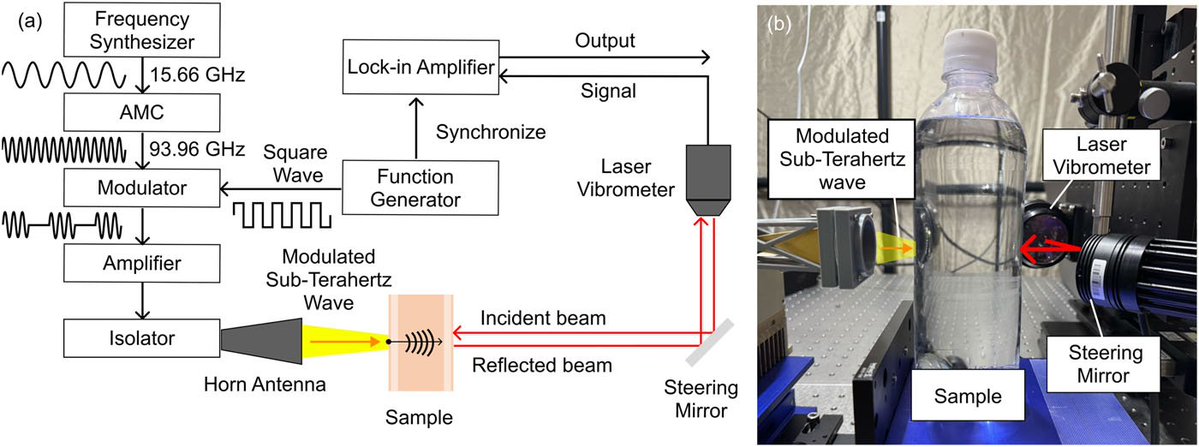 (a)
Frequency
Synthesizer
15.66 GHz
AMC
93.96 GHz
Modulator
Amplifier
Isolator
Square
Wave
Function
Generator
Synchronize
Lock-in Amplifier
Output
Signal
Laser
Vibrometer
Modulated
Sub-Terahertz
Wave
Horn Antenna
Sample
Incident beam
Reflected beam
Steering
Mirror
(b)
Modulated
Sub-Terahertz
wave
Laser
Vibrometer
Steering
Mirror
Sample